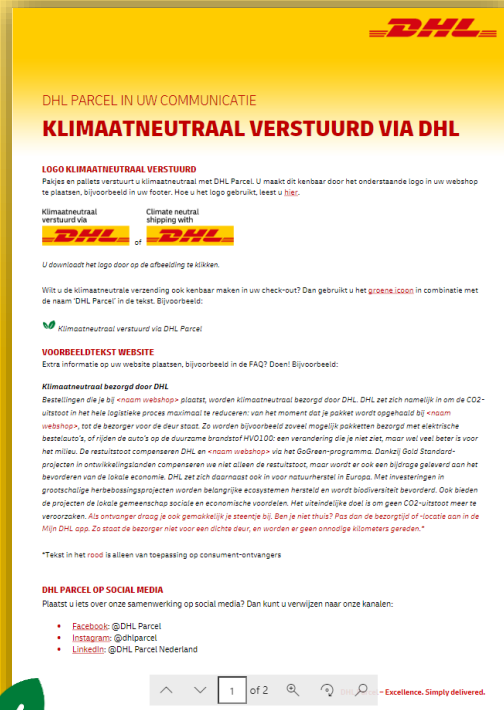 DHL
DHL PARCEL IN UW COMMUNICATIE
KLIMAATNEUTRAAL VERSTUURD VIA DHL
LOGO KLIMAATNEUTRAAL VERSTUURD
Pakjes en pallets verstuurt u klimaatneutraal met DHL Parcel. U maakt dit kenbaar door het onderstaande logo in uw webshop
te plaatsen, bijvoorbeeld in uw footer. Hoe u het logo gebruikt, leest u hier.
Klimaatneutraal
verstuurd via
DHL
of
Climate neutral
shipping with
DHL
U downloadt het logo door op de afbeelding te klikken.
Wilt u de klimaatneutrale verzending ook kenbaar maken in uw check-out? Dan gebruikt u het groene icoon in combinatie met
de naam 'DHL Parcel' in de tekst. Bijvoorbeeld:
Klimaatneutraal verstuurd via DHL Parcel
VOORBEELDTEKST WEBSITE
Extra informatie op uw website plaatsen, bijvoorbeeld in de FAQ? Doen! Bijvoorbeeld:
Klimaatneutraal bezorgd door DHL
Bestellingen die je bij <naam webshop> plaatst, worden klimaatneutraal bezorgd door DHL. DHL zet zich namelijk in om de CO2-
uitstoot in het hele logistieke proces maximaal te reduceren: van het moment dat je pakket wordt opgehaald bij <naam
webshop>, tot de bezorger voor de deur staat. Zo worden bijvoorbeeld zoveel mogelijk pakketten bezorgd met elektrische
bestelauto's, of rijden de auto's op de duurzame brandstof HVO100: een verandering die je niet ziet, maar wel veel beter is voor
het milieu. De restuitstoot compenseren DHL en <naam webshop> via het GoGreen-programma. Dankzij Gold Standard-
projecten in ontwikkelingslanden compenseren we niet alleen de restuitstoot, maar wordt er ook een bijdrage geleverd aan het
bevorderen van de lokale economie. DHL zet zich daarnaast ook in voor natuurherstel in Europa. Met investeringen in
grootschalige herbebossingsprojecten worden belangrijke ecosystemen hersteld en wordt biodiversiteit bevorderd. Ook bieden
de projecten de lokale gemeenschap sociale en economische voordelen. Het uiteindelijke doel is om geen CO2-uitstoot meer te
veroorzaken. Als ontvanger draag je ook gemakkelijk je steentje bij. Ben je niet thuis? Pas dan de bezorgtijd of -locatie aan in de
Mijn DHL app. Zo staat de bezorger niet voor een dichte deur, en worden er geen onnodige kilometers gereden.*
*Tekst in het rood is alleen van toepassing op consument-ontvangers
DHL PARCEL OP SOCIAL MEDIA
Plaatst u iets over onze samenwerking op social media? Dan kunt u verwijzen naar onze kanalen:
• Facebook: @DHL Parcel
• Instagram: @dhlparcel
• LinkedIn: @DHL Parcel Nederland
1 of 2
DHL Parcel – Excellence. Simply delivered.